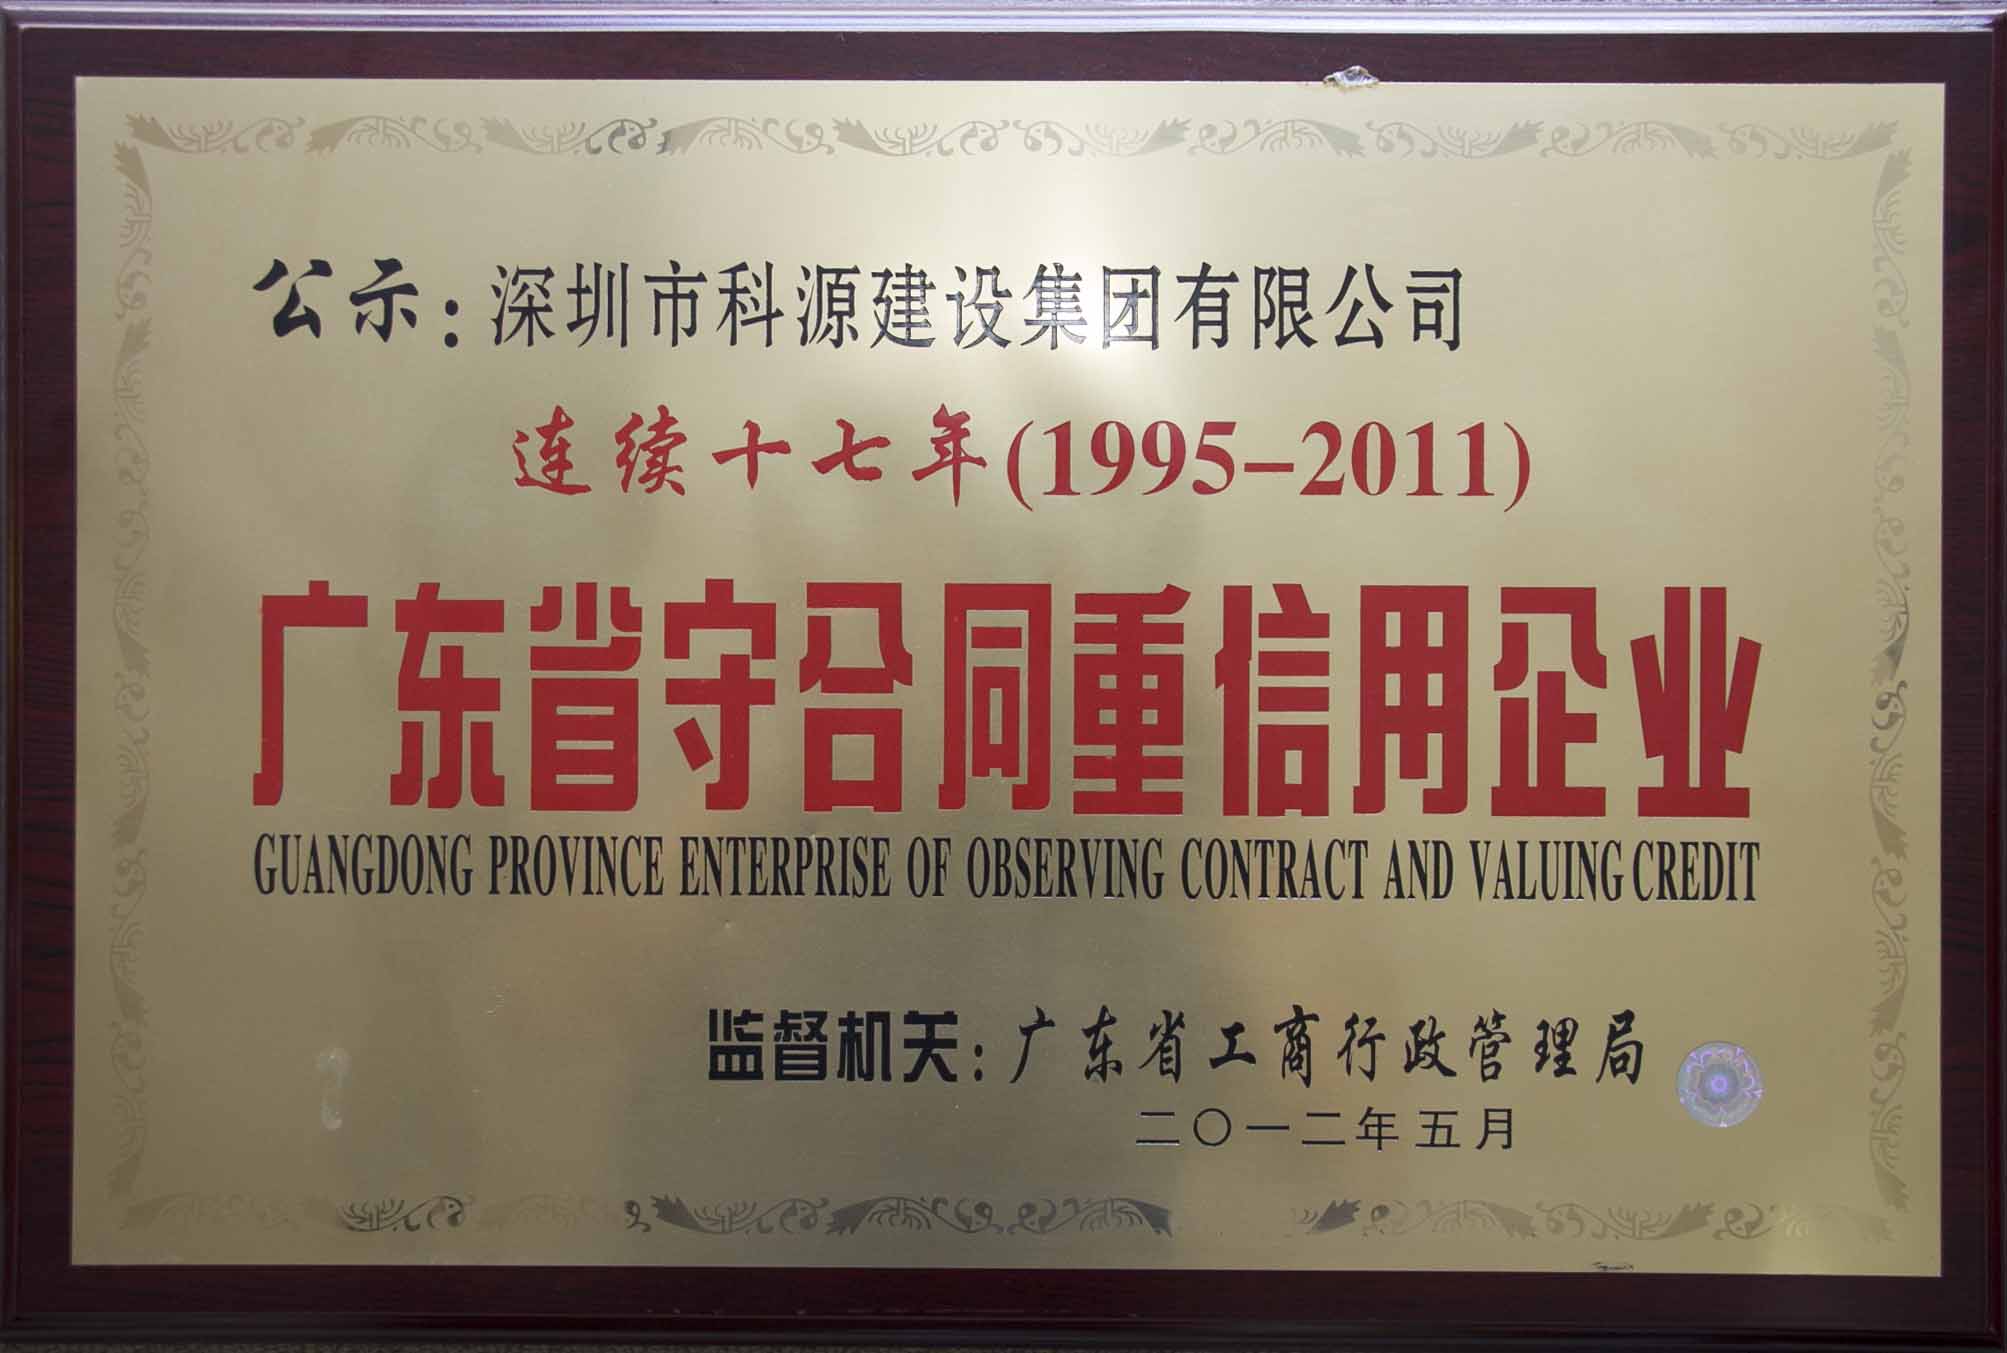 公示：深圳市科源建设集团有限公司
连续十七年(1995-2011)
广东省守合同重信用企业
GUANGDONG PROVINCE ENTERPRISE OF OBSERVING CONTRACT AND VALUING CREDIT
监督机关：广东省工商行政管理局
二〇一二年五月